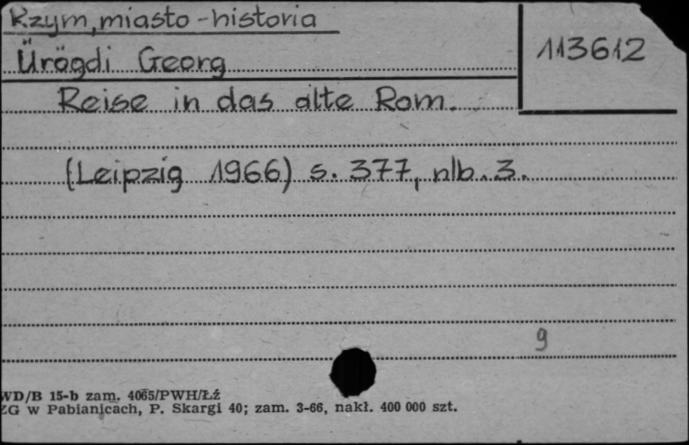 Rzym, miasto - historia
113612
Ürögdi Georg
Reise in das alte Rom.
(Leipzig 1966) s. 377, nlb. 3.
9
WD/B 15-b zam. 4065/PWH/Łź
ZG w Pabianicach, P. Skargi 40; zam. 3-66, nakł. 400 000 szt.